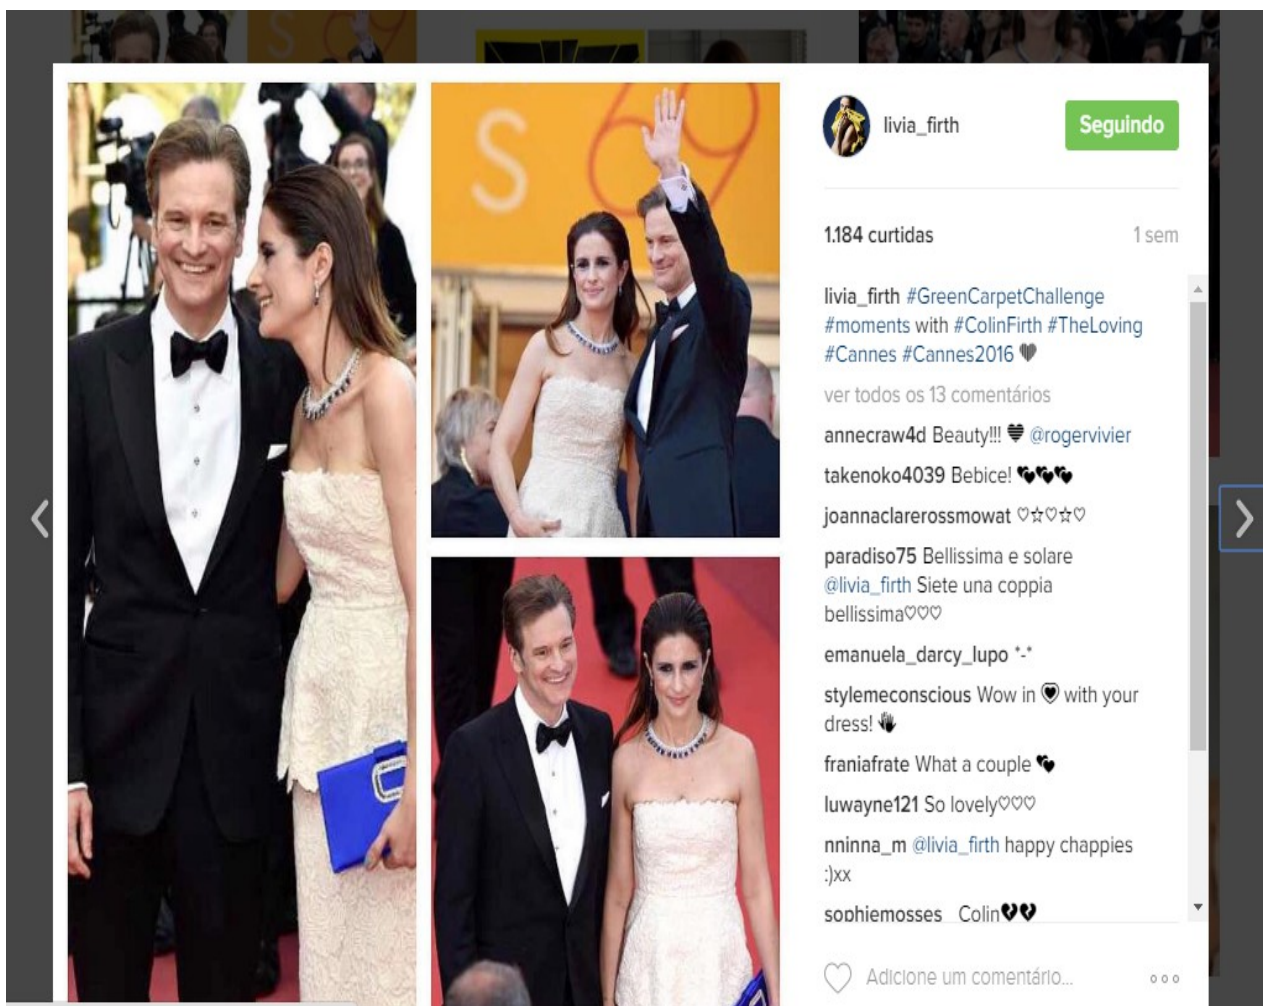 S 69
livia_firth
Seguindo
1.184 curtidas
1 sem
livia_firth #GreenCarpetChallenge
#moments with #ColinFirth #TheLoving
#Cannes #Cannes2016 🖤
ver todos os 13 comentários
annecraw4d Beauty!!! 🖤 @rogervivier
takenoko4039 Bebice! 💕💕💕
joannaclarerossmowat ♡☆♡☆♡
paradiso75 Bellissima e solare
@livia_firth Siete una coppia
bellissima♡♡♡
emanuela_darcy_lupo *-*
stylemeconscious Wow in 💟 with your
dress! 👋
franiafrate What a couple 💕
luwayne121 So lovely♡♡♡
nninna_m @livia_firth happy chappies
:)xx
sophiemosses_ Colin💔💔
Adicione um comentário...